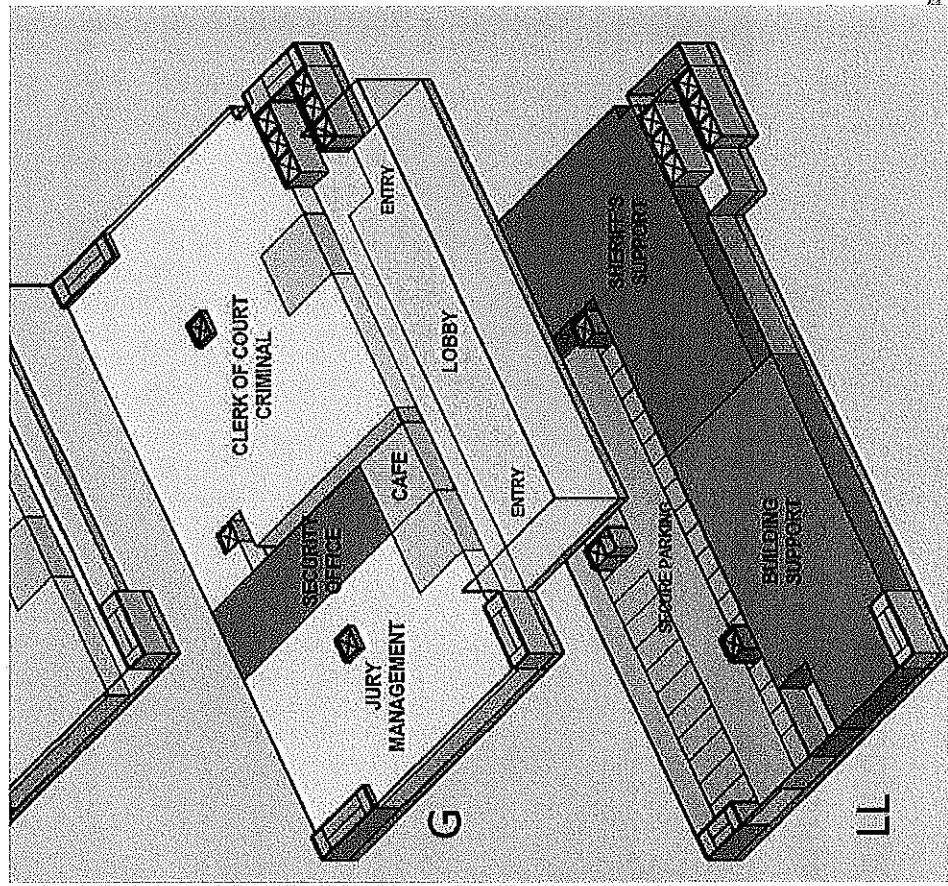 CLERK OF COURT
CRIMINAL
ENTRY
LOBBY
SECURITY
OFFICE
CAFE
ENTRY
JURY
MANAGEMENT
G
SHERIFF'S
SUPPORT
SECURE PARKING
BUILDING
SUPPORT
LL